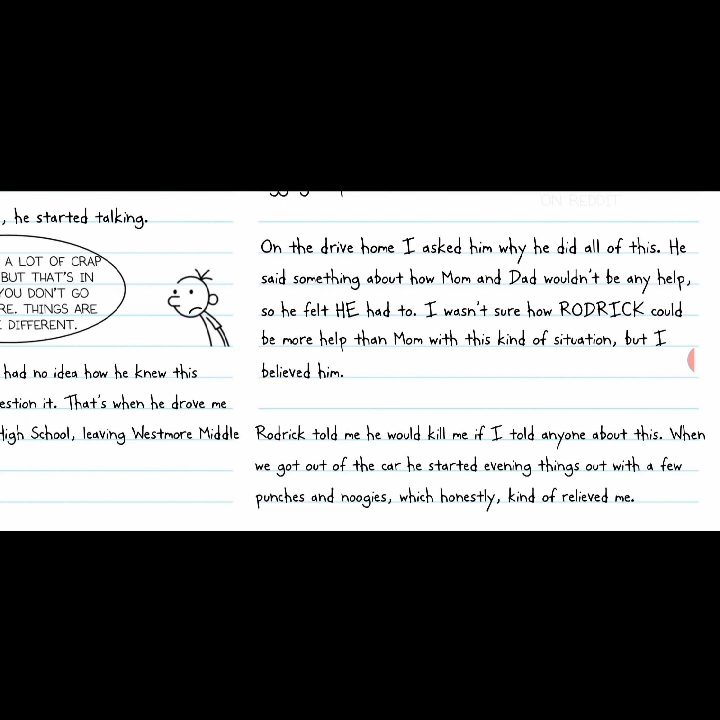 , he started talking.
A LOT OF CRAP
BUT THAT'S IN
YOU DON'T GO
RE. THINGS ARE
DIFFERENT.
had no idea how he knew this
estion it. That's when he drove me
High School, leaving Westmore Middle
ON REDDIT
On the drive home I asked him why he did all of this. He
said something about how Mom and Dad wouldn't be any help,
so he felt HE had to. I wasn't sure how RODRICK could
be more help than Mom with this kind of situation, but I
believed him.
Rodrick told me he would kill me if I told anyone about this. When
we got out of the car he started evening things out with a few
punches and noogies, which honestly, kind of relieved me.